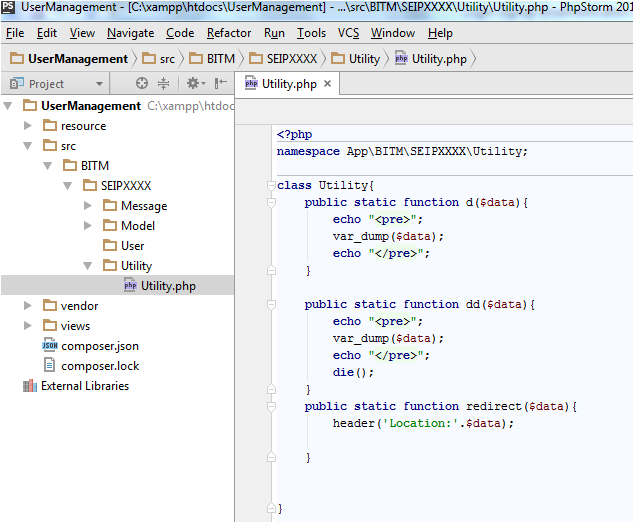 UserManagement - [C:\xampp\htdocs\UserManagement] - ...\src\BITM\SEIPXXXX\Utility\Utility.php - PhpStorm 201
File Edit View Navigate Code Refactor Run Tools VCS Window Help
UserManagement src BITM SEIPXXXX Utility Utility.php
Project
Utility.php
UserManagement C:\xampp\htdoc
resource
src
BITM
SEIPXXXX
Message
Model
User
Utility
Utility.php
vendor
views
composer.json
composer.lock
External Libraries
<?php
namespace App\BITM\SEIPXXXX\Utility;
class Utility{
public static function d($data){
echo "<pre>";
var_dump($data);
echo "</pre>";
}
public static function dd($data){
echo "<pre>";
var_dump($data);
echo "</pre>";
die();
}
public static function redirect($data){
header('Location:'.$data);
}
}